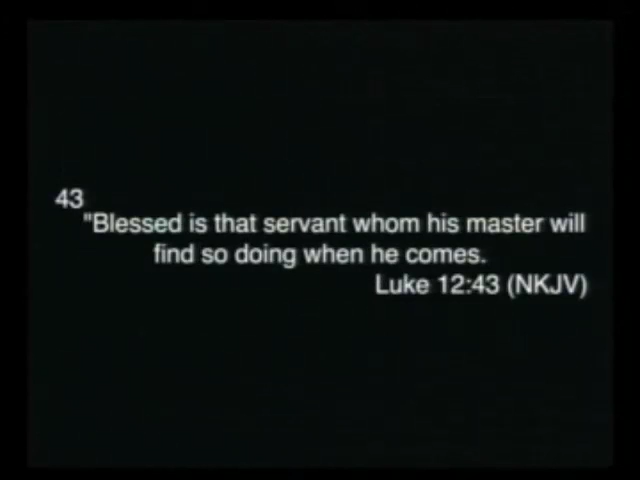 43
"Blessed is that servant whom his master will
find so doing when he comes.
Luke 12:43 (NKJV)